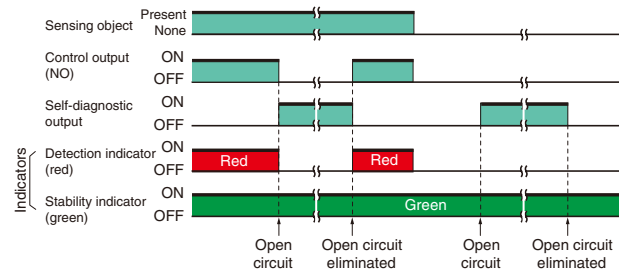 Sensing object
Present
None
Control output
(NO)
ON
OFF
Self-diagnostic
output
ON
OFF
Indicators
Detection indicator
(red)
ON
OFF
Red
Red
Stability indicator
(green)
ON
OFF
Green
Open
circuit
Open circuit
eliminated
Open
circuit
Open circuit
eliminated